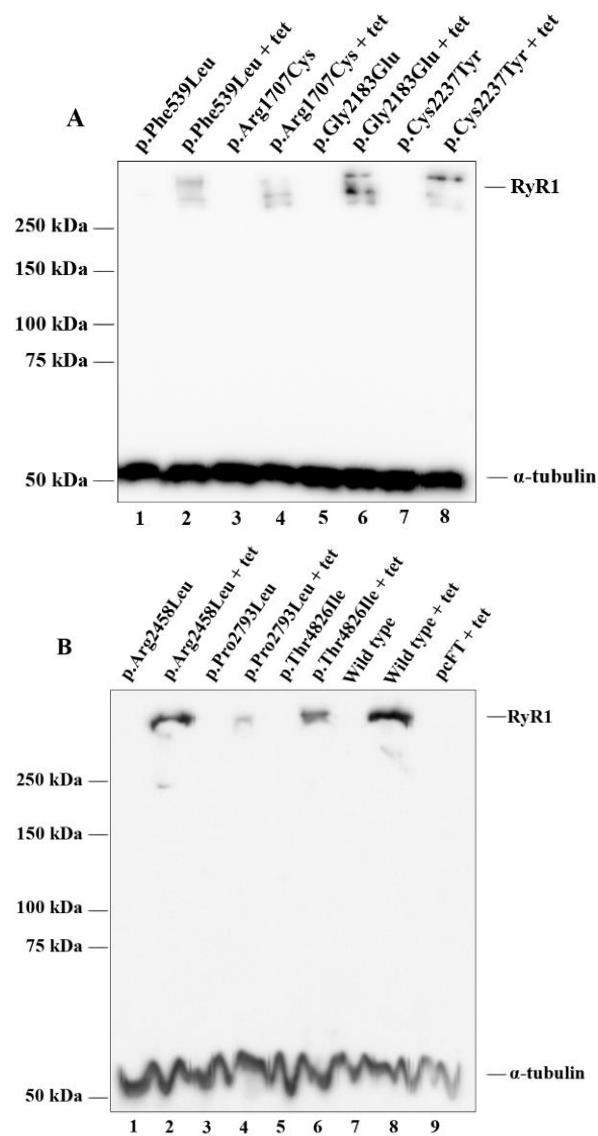 A
p.Phe539Leu
p.Phe539Leu + tet
p.Arg1707Cys
p.Arg1707Cys + tet
p.Gly2183Glu
p.Gly2183Glu + tet
p.Cys2237Tyr
p.Cys2237Tyr + tet
RyR1
250 kDa
150 kDa
100 kDa
75 kDa
50 kDa
α-tubulin
1 2 3 4 5 6 7 8
B
p.Arg2458Leu
p.Arg2458Leu + tet
p.Pro2793Leu
p.Pro2793Leu + tet
p.Thr4826Ile
p.Thr4826Ile + tet
Wild type
Wild type + tet
pcFT + tet
RyR1
250 kDa
150 kDa
100 kDa
75 kDa
α-tubulin
50 kDa
1 2 3 4 5 6 7 8 9